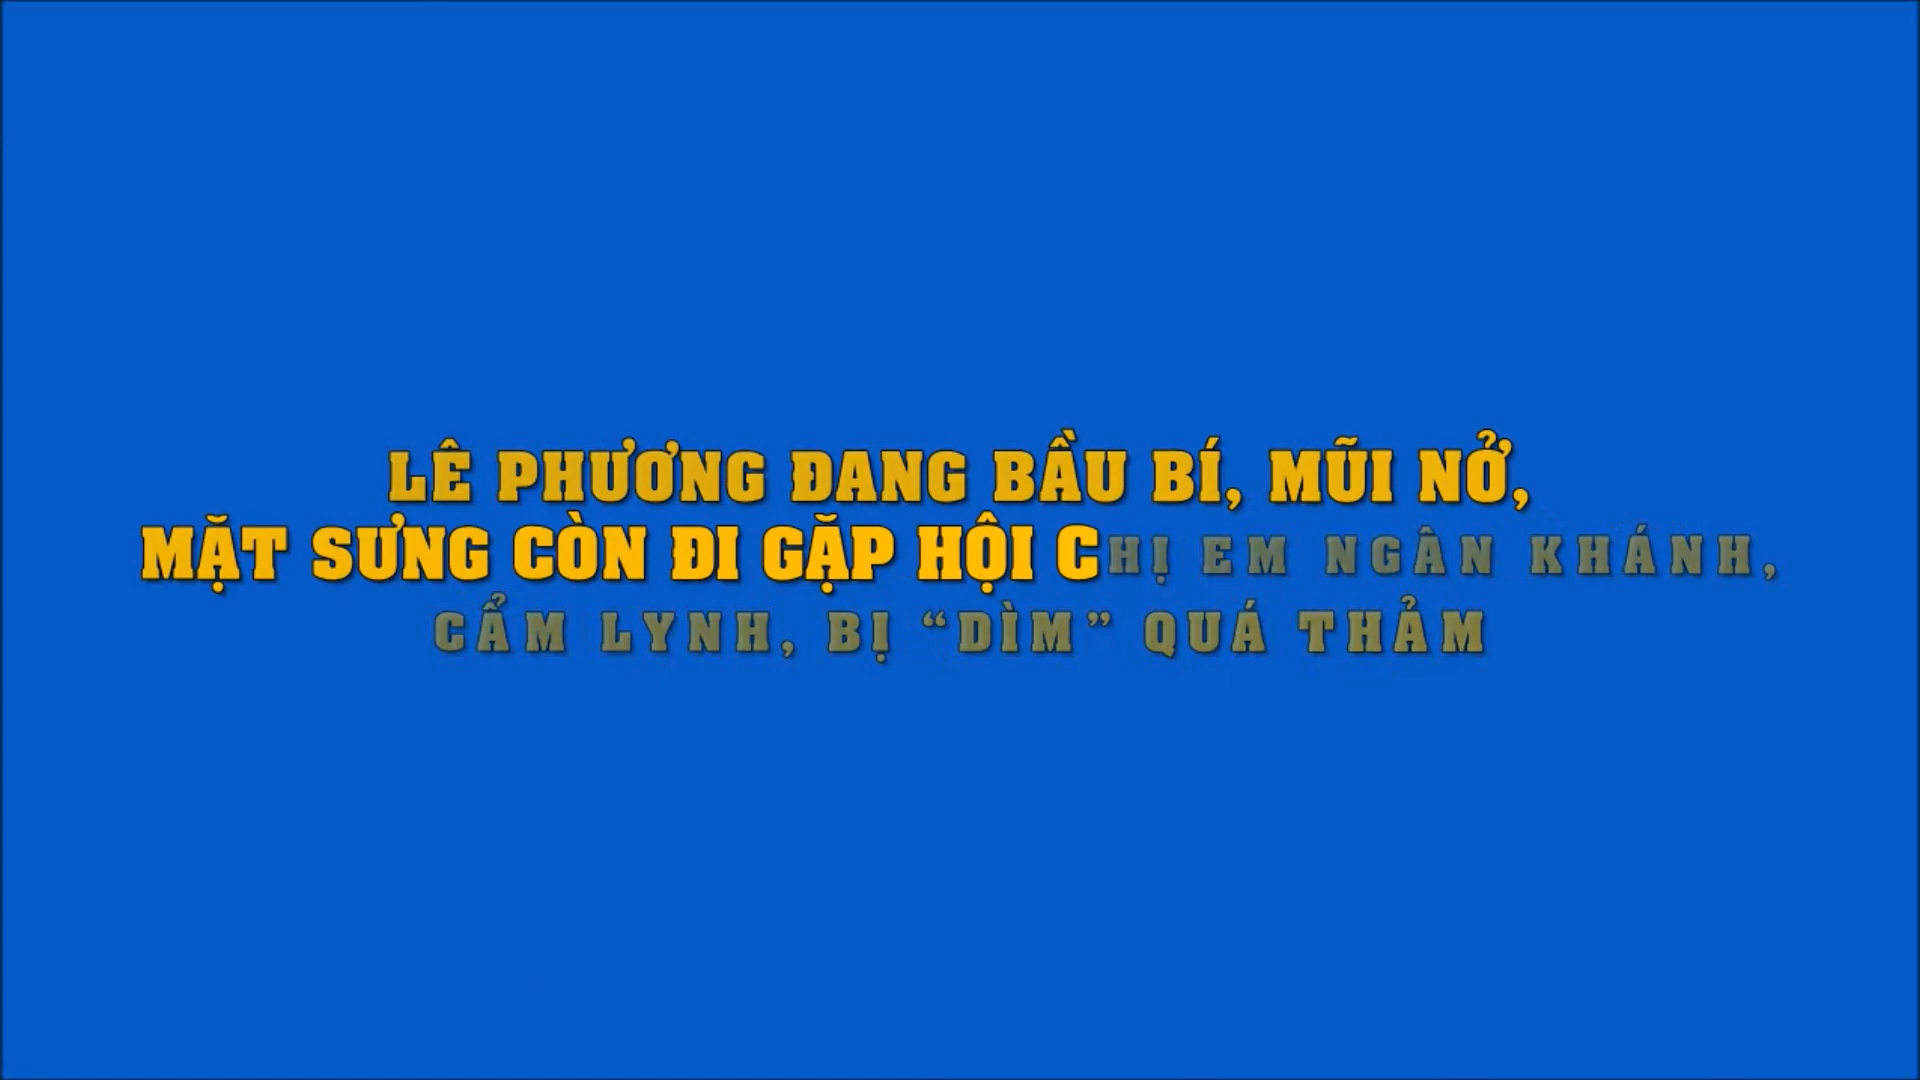 LÊ PHƯƠNG ĐANG BẦU BÍ, MŨI NỞ,
MẶT SƯNG CÒN ĐI GẶP HỘI CHỊ EM NGÂN KHÁNH,
CẨM LYNH, BỊ “DÌM” QUÁ THẢM